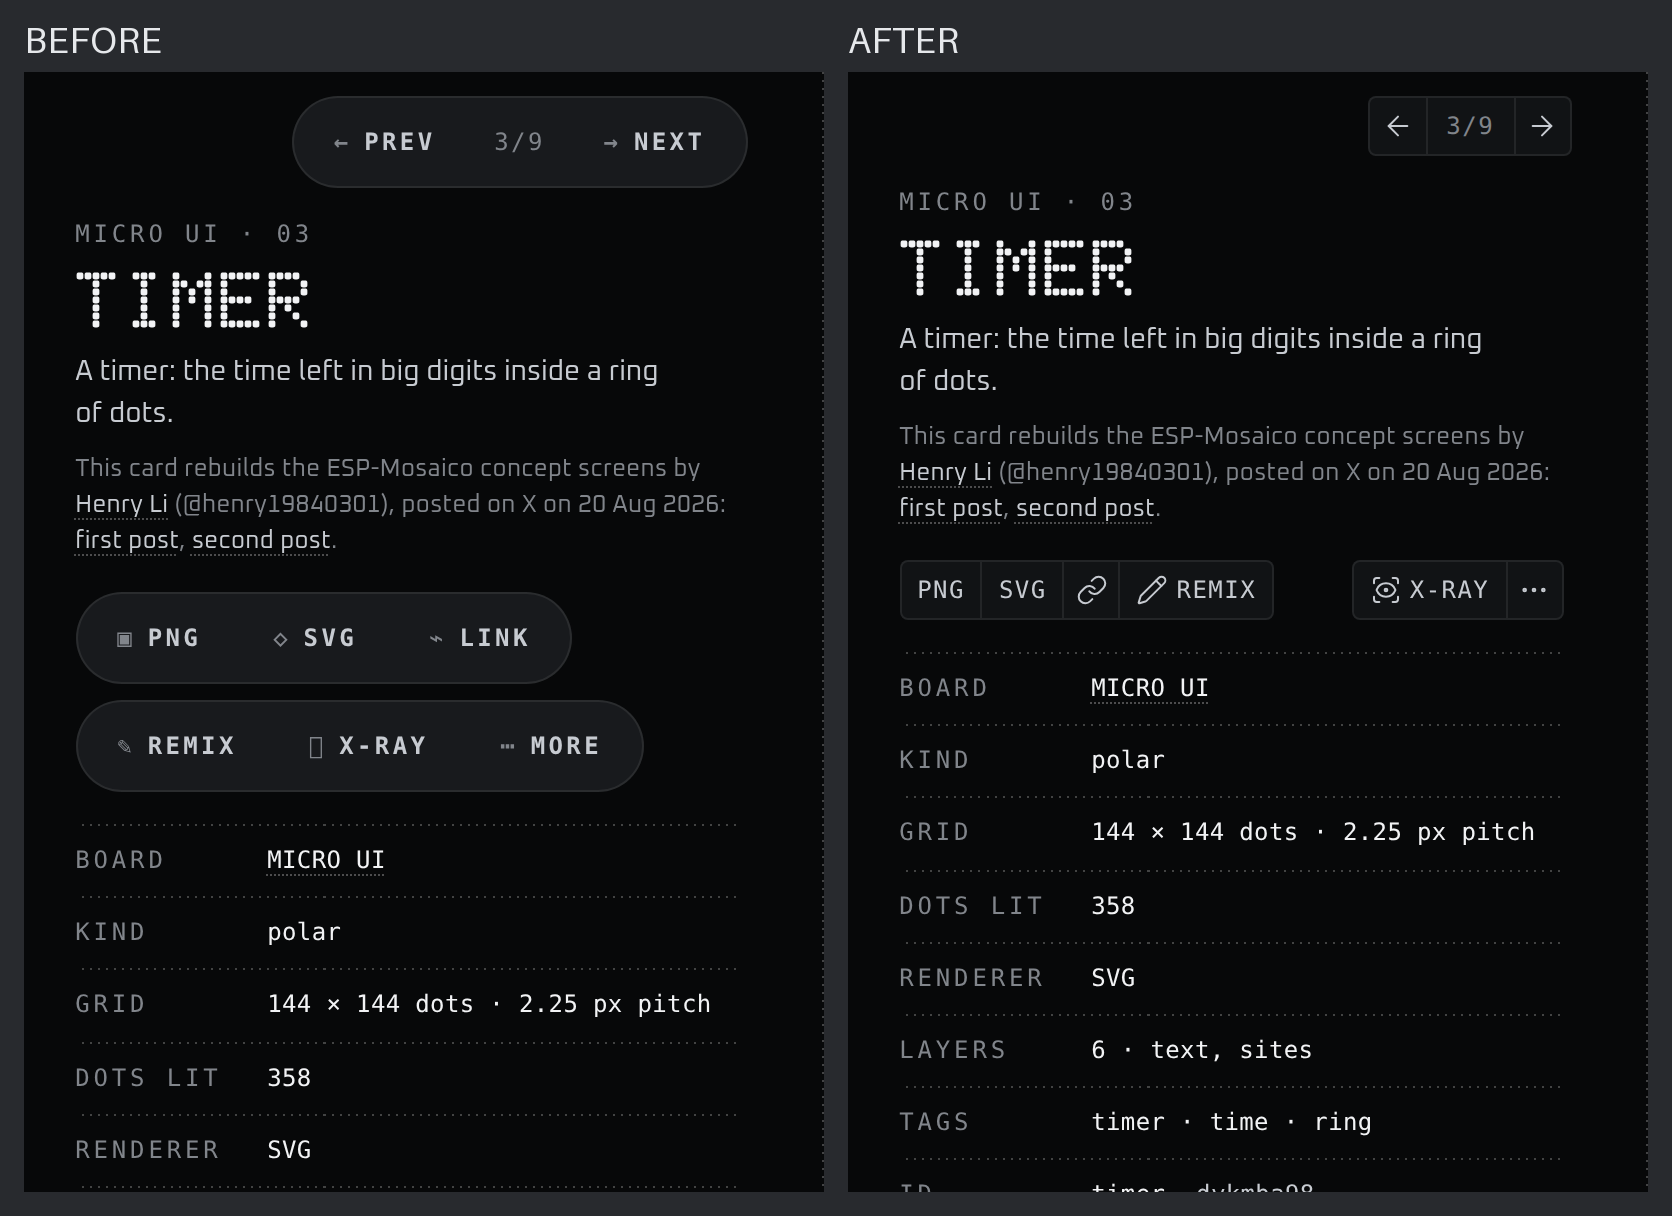 BEFORE
← PREV 3/9 → NEXT
MICRO UI · 03
TIMER
A timer: the time left in big digits inside a ring
of dots.
This card rebuilds the ESP-Mosaico concept screens by
Henry Li (@henry19840301), posted on X on 20 Aug 2026:
first post, second post.
▣ PNG ◇ SVG ⌁ LINK
✎ REMIX X-RAY ⋯ MORE
BOARD MICRO UI
KIND polar
GRID 144 × 144 dots · 2.25 px pitch
DOTS LIT 358
RENDERER SVG
AFTER
← 3/9 →
MICRO UI · 03
TIMER
A timer: the time left in big digits inside a ring
of dots.
This card rebuilds the ESP-Mosaico concept screens by
Henry Li (@henry19840301), posted on X on 20 Aug 2026:
first post, second post.
PNG SVG REMIX X-RAY ···
BOARD MICRO UI
KIND polar
GRID 144 × 144 dots · 2.25 px pitch
DOTS LIT 358
RENDERER SVG
LAYERS 6 · text, sites
TAGS timer · time · ring
ID timer